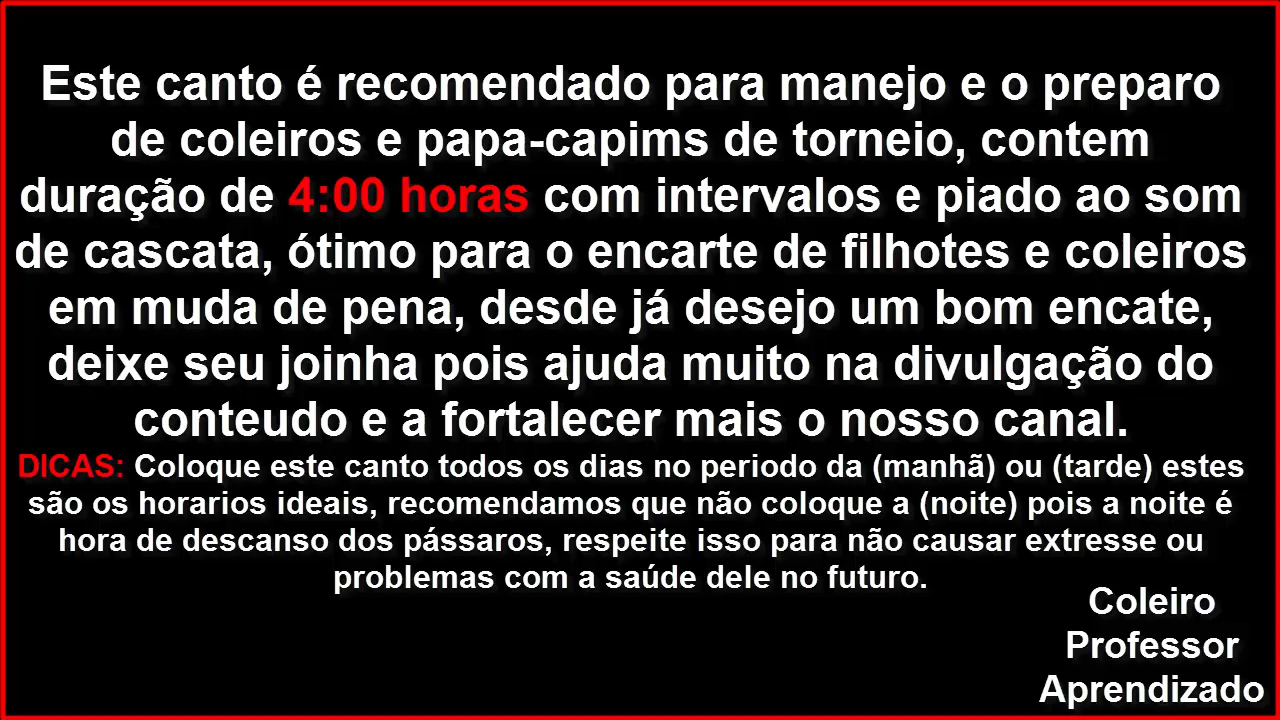 Este canto é recomendado para manejo e o preparo
de coleiros e papa-capims de torneio, contem
duração de 4:00 horas com intervalos e piado ao som
de cascata, ótimo para o encarte de filhotes e coleiros
em muda de pena, desde já desejo um bom encate,
deixe seu joinha pois ajuda muito na divulgação do
conteudo e a fortalecer mais o nosso canal.
DICAS: Coloque este canto todos os dias no periodo da (manhã) ou (tarde) estes
são os horarios ideais, recomendamos que não coloque a (noite) pois a noite é
hora de descanso dos pássaros, respeite isso para não causar extresse ou
problemas com a saúde dele no futuro.
Coleiro
Professor
Aprendizado